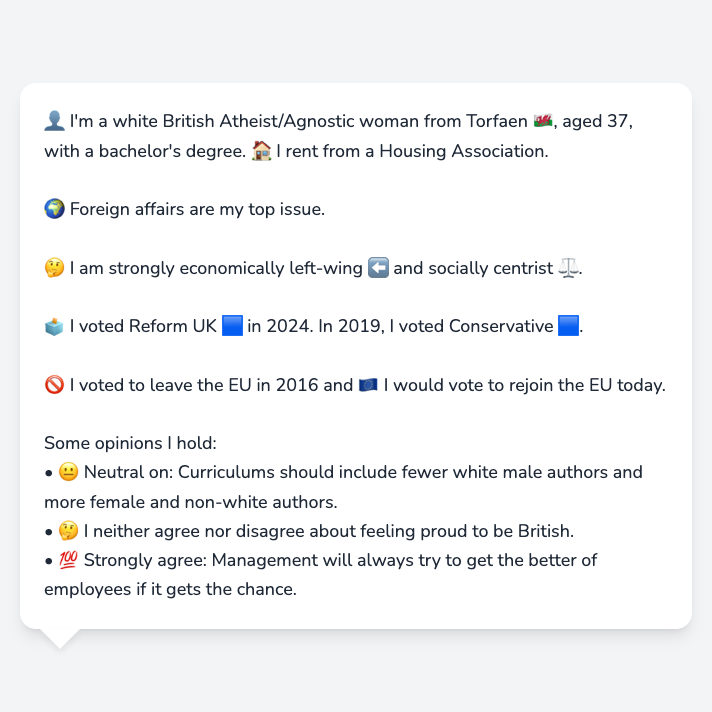 👤 I'm a white British Atheist/Agnostic woman from Torfaen 🏴󠁧󠁢󠁷󠁬󠁳󠁿, aged 37,
with a bachelor's degree. 🏠 I rent from a Housing Association.
🌍 Foreign affairs are my top issue.
🤔 I am strongly economically left-wing ⬅️ and socially centrist ⚖️.
🗳️ I voted Reform UK 🟦 in 2024. In 2019, I voted Conservative 🟦.
🚫 I voted to leave the EU in 2016 and 🇪🇺 I would vote to rejoin the EU today.
Some opinions I hold:
• 😐 Neutral on: Curriculums should include fewer white male authors and
more female and non-white authors.
• 🤔 I neither agree nor disagree about feeling proud to be British.
• 💯 Strongly agree: Management will always try to get the better of
employees if it gets the chance.